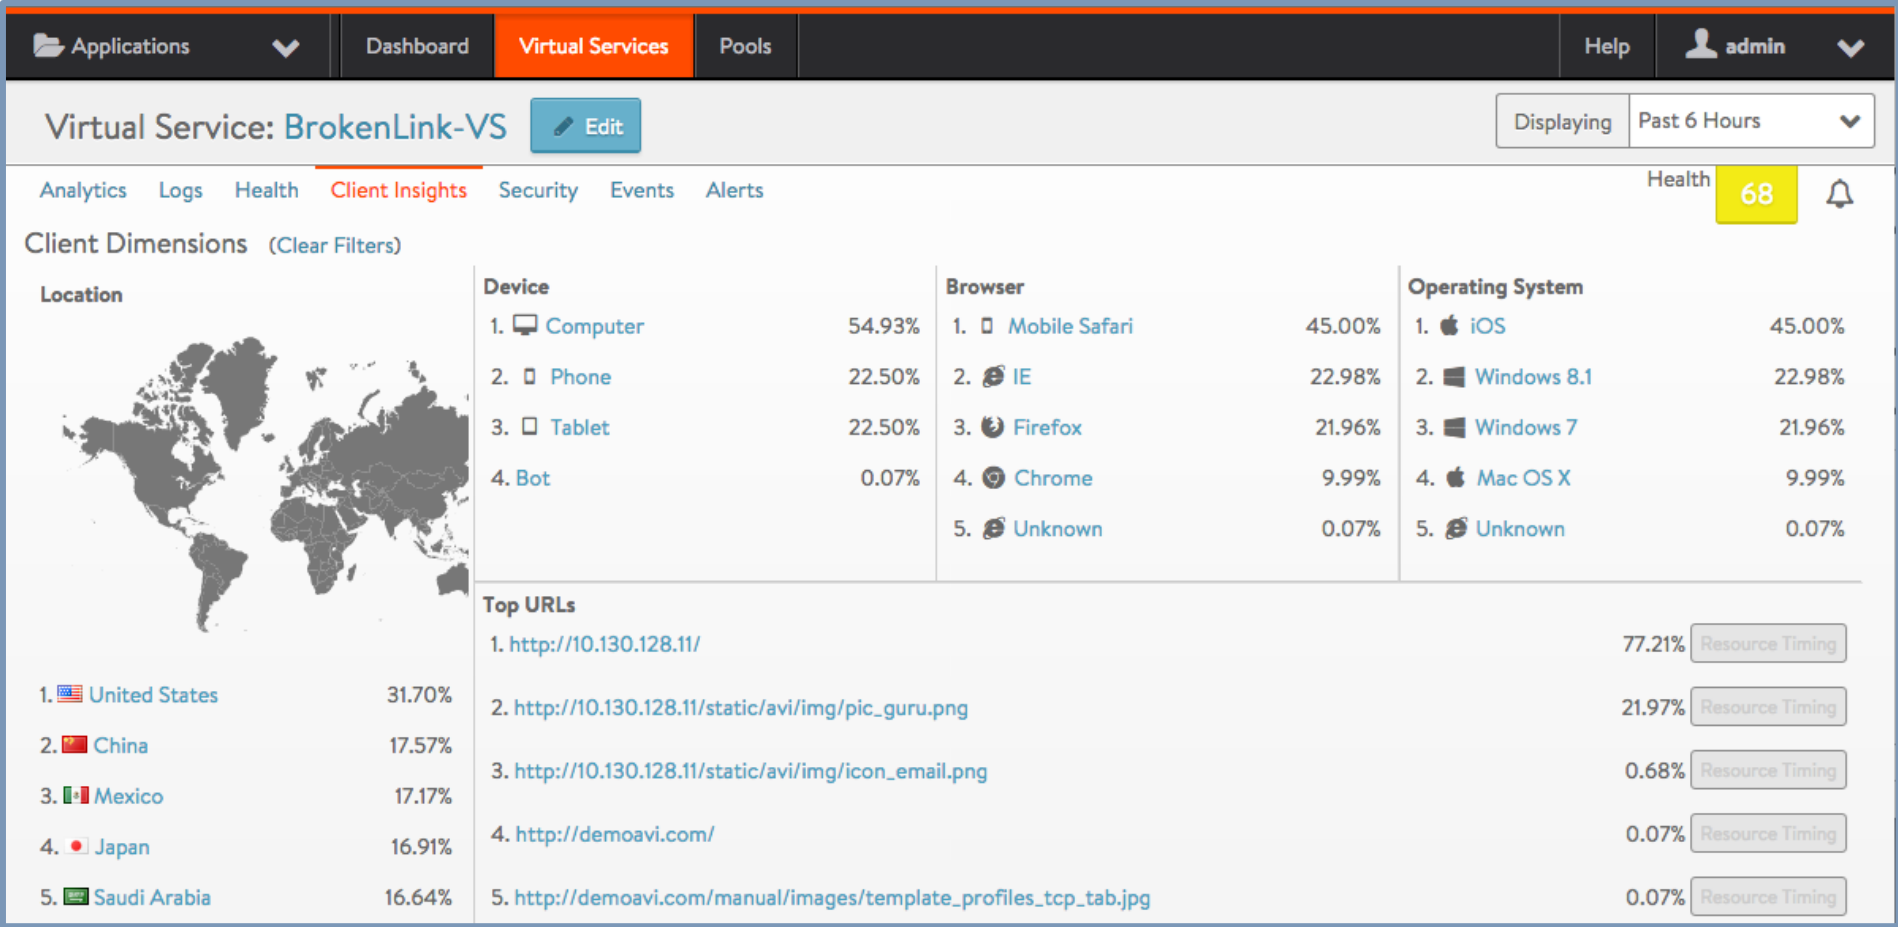 Applications
Dashboard
Virtual Services
Pools
Help
admin
Virtual Service: BrokenLink-VS
Edit
Displaying
Past 6 Hours
Analytics
Logs
Health
Client Insights
Security
Events
Alerts
Health
68
Client Dimensions (Clear Filters)
Location
1. United States 31.70%
2. China 17.57%
3. Mexico 17.17%
4. Japan 16.91%
5. Saudi Arabia 16.64%
Device
1. Computer 54.93%
2. Phone 22.50%
3. Tablet 22.50%
4. Bot 0.07%
Browser
1. Mobile Safari 45.00%
2. IE 22.98%
3. Firefox 21.96%
4. Chrome 9.99%
5. Unknown 0.07%
Operating System
1. iOS 45.00%
2. Windows 8.1 22.98%
3. Windows 7 21.96%
4. Mac OS X 9.99%
5. Unknown 0.07%
Top URLs
1. http://10.130.128.11/ 77.21% Resource Timing
2. http://10.130.128.11/static/avi/img/pic_guru.png 21.97% Resource Timing
3. http://10.130.128.11/static/avi/img/icon_email.png 0.68% Resource Timing
4. http://demoavi.com/ 0.07% Resource Timing
5. http://demoavi.com/manual/images/template_profiles_tcp_tab.jpg 0.07% Resource Timing